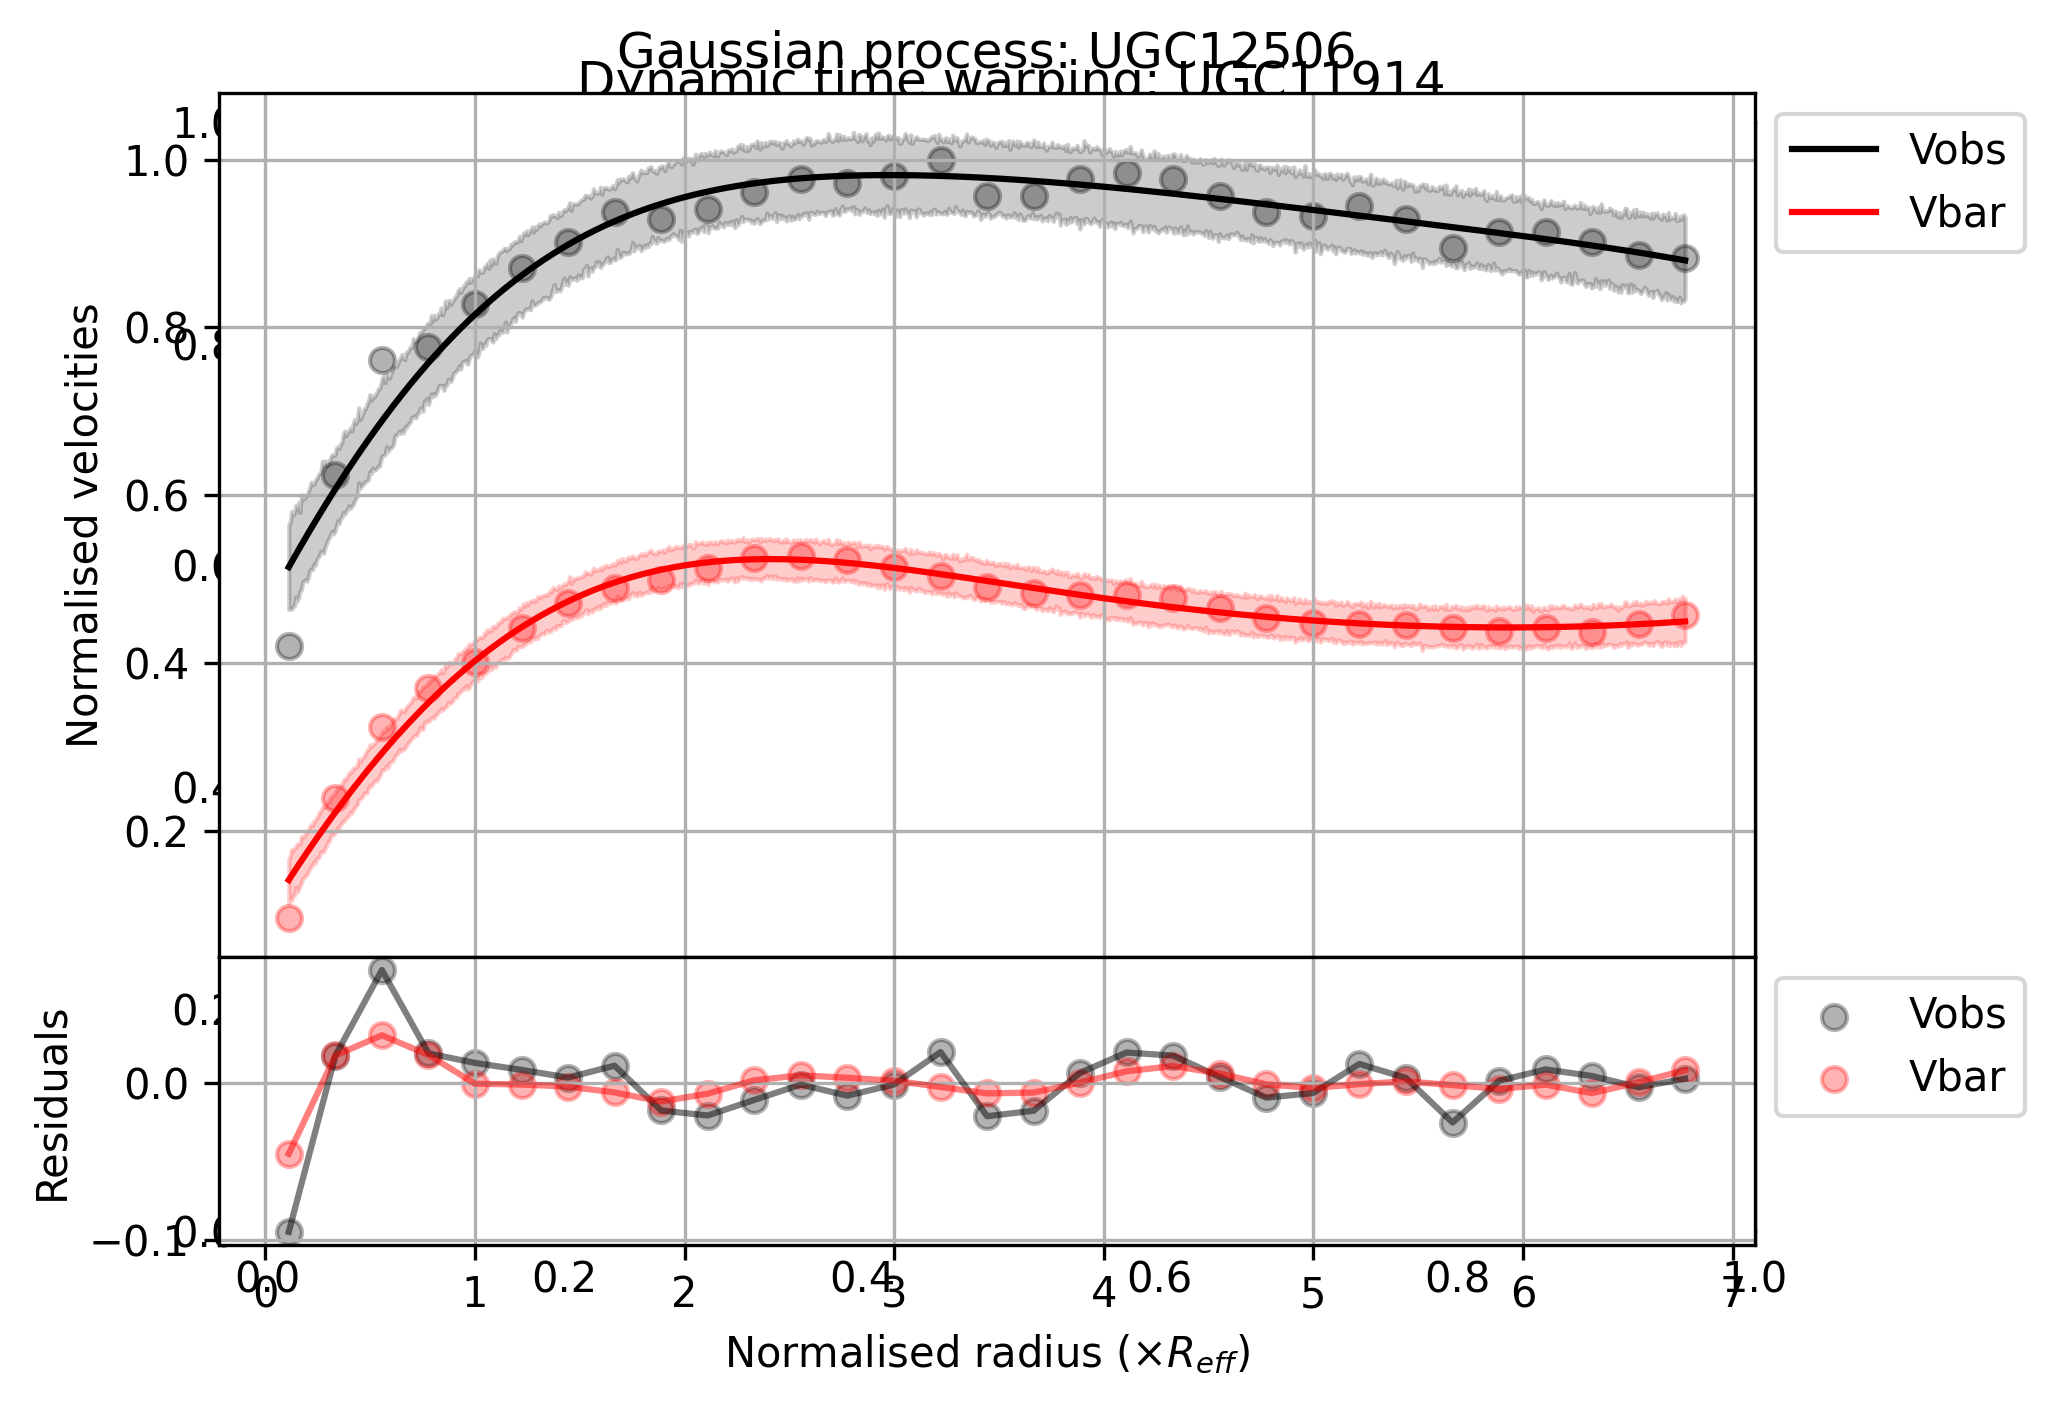 Gaussian process: UGC12506
Dynamic time warping: UGC11914
Normalised velocities
1.0
0.8
0.6
0.4
0.2
Vobs
Vbar
Residuals
0.0
−0.1
Vobs
Vbar
0.0 0.2 0.4 0.6 0.8 1.0
0 1 2 3 4 5 6 7
Normalised radius (×R_eff)